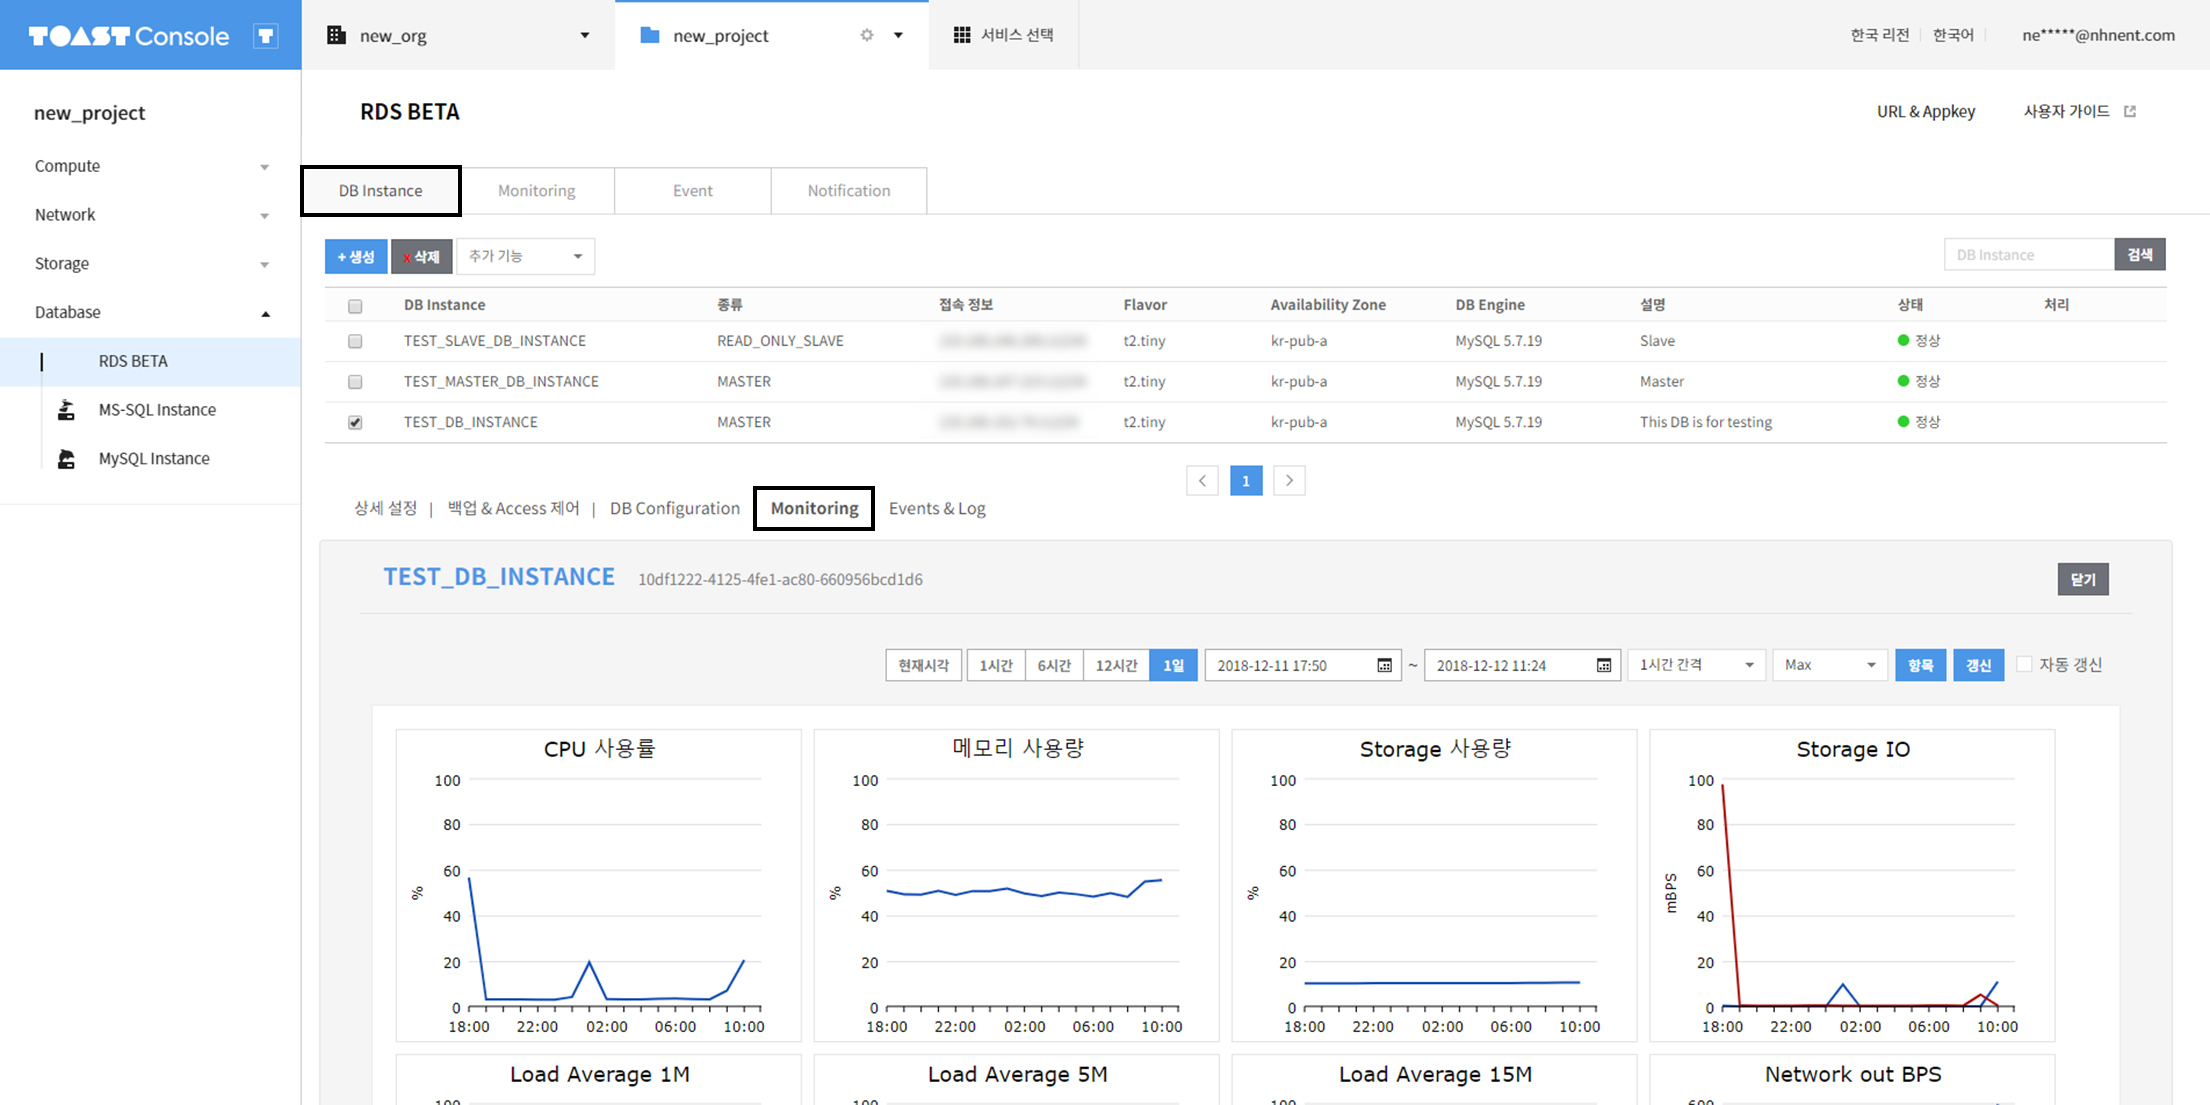 TOAST Console T new_org new_project 서비스 선택 한국 리전 한국어 ne*****@nhnent.com
new_project
Compute
Network
Storage
Database
RDS BETA
MS-SQL Instance
MySQL Instance
RDS BETA URL & Appkey 사용자 가이드
DB Instance Monitoring Event Notification
+ 생성 x 삭제 추가 기능 DB Instance 검색
DB Instance 종류 접속 정보 Flavor Availability Zone DB Engine 설명 상태 처리
TEST_SLAVE_DB_INSTANCE READ_ONLY_SLAVE t2.tiny kr-pub-a MySQL 5.7.19 Slave 정상
TEST_MASTER_DB_INSTANCE MASTER t2.tiny kr-pub-a MySQL 5.7.19 Master 정상
TEST_DB_INSTANCE MASTER t2.tiny kr-pub-a MySQL 5.7.19 This DB is for testing 정상
< 1 >
상세 설정 | 백업 & Access 제어 | DB Configuration Monitoring Events & Log
TEST_DB_INSTANCE 10df1222-4125-4fe1-ac80-660956bcd1d6 닫기
현재시각 1시간 6시간 12시간 1일 2018-12-11 17:50 ~ 2018-12-12 11:24 1시간 간격 Max 항목 갱신 자동 갱신
CPU 사용률
100
80
60
40
20
0
%
18:00 22:00 02:00 06:00 10:00
메모리 사용량
100
80
60
40
20
0
%
18:00 22:00 02:00 06:00 10:00
Storage 사용량
100
80
60
40
20
0
%
18:00 22:00 02:00 06:00 10:00
Storage IO
100
80
60
40
20
0
mBPS
18:00 22:00 02:00 06:00 10:00
Load Average 1M
100
Load Average 5M
100
Load Average 15M
100
Network out BPS
600